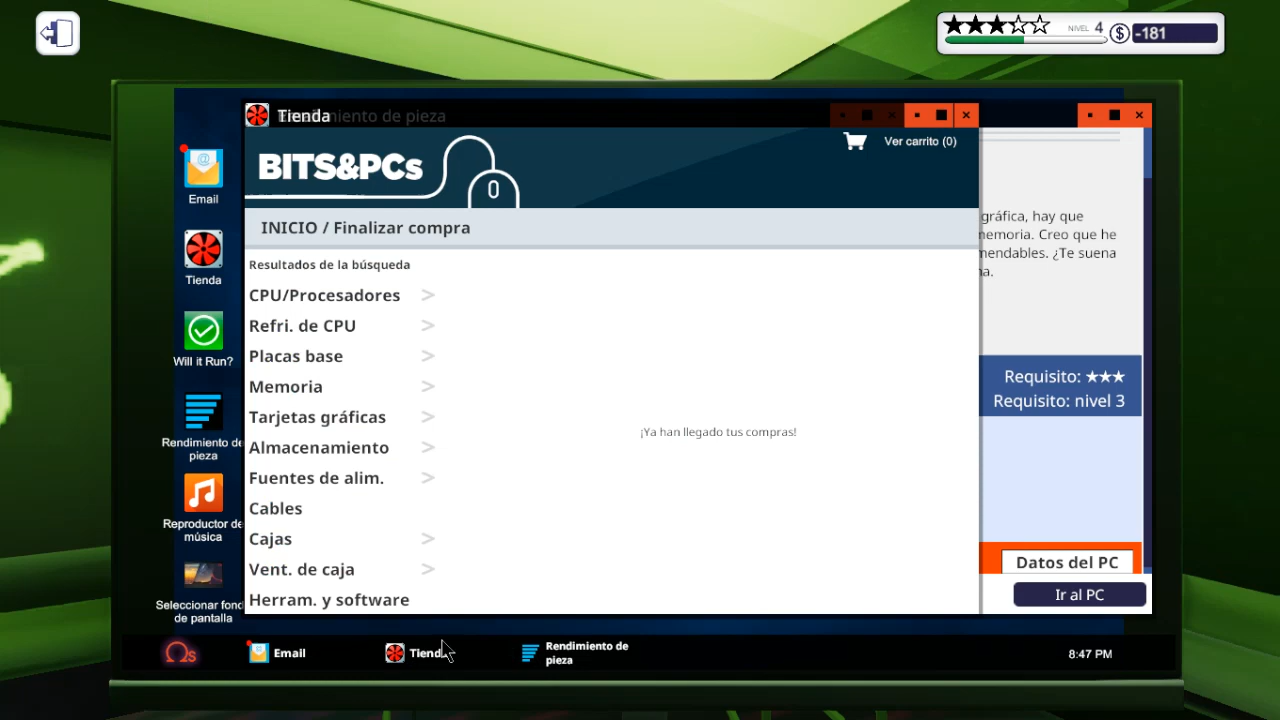 NIVEL 4
$ -181
Tienda
Ver carrito (0)
BITS&PCs
INICIO / Finalizar compra
Resultados de la búsqueda
CPU/Procesadores >
Refri. de CPU >
Placas base >
Memoria >
Tarjetas gráficas >
Almacenamiento >
Fuentes de alim. >
Cables
Cajas >
Vent. de caja >
Herram. y software
¡Ya han llegado tus compras!
gráfica, hay que
memoria. Creo que he
mendables. ¿Te suena
na.
Requisito: ★★★
Requisito: nivel 3
Datos del PC
Ir al PC
Email
Tienda
Will it Run?
Rendimiento de
pieza
Reproductor de
música
Seleccionar fond
de pantalla
Ωs
Email
Tienda
Rendimiento de
pieza
8:47 PM